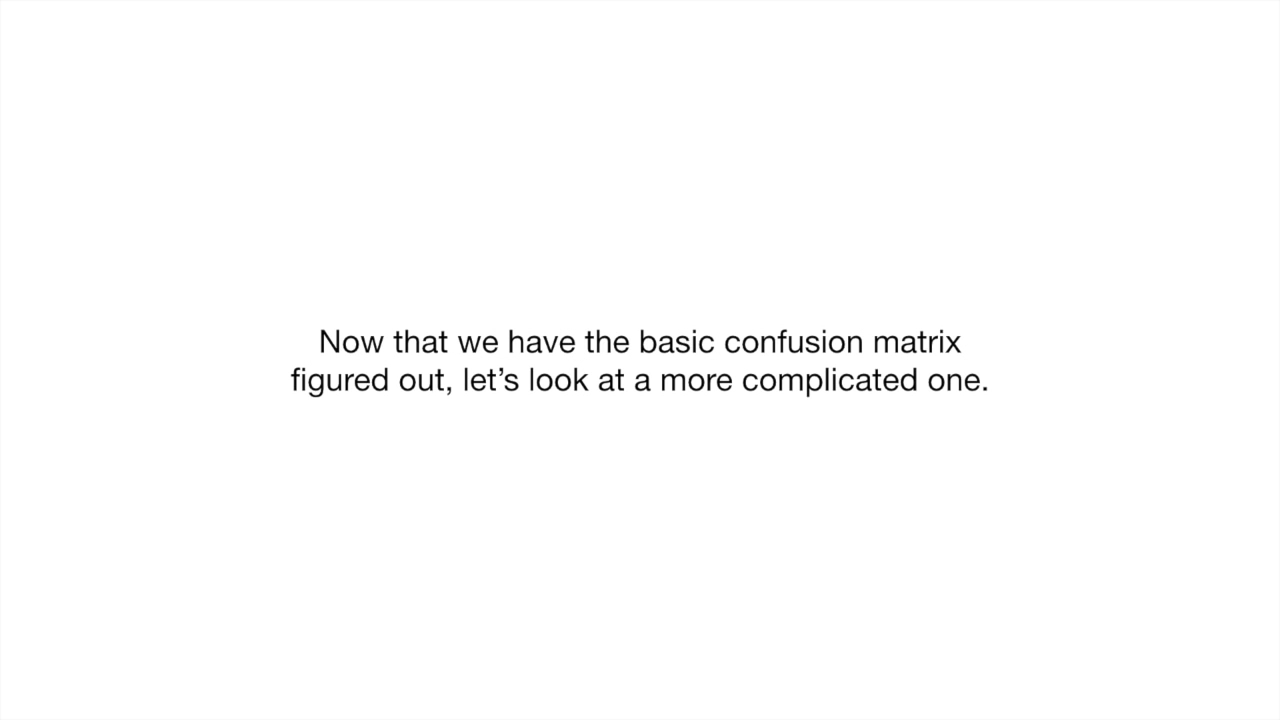 Now that we have the basic confusion matrix
figured out, let’s look at a more complicated one.